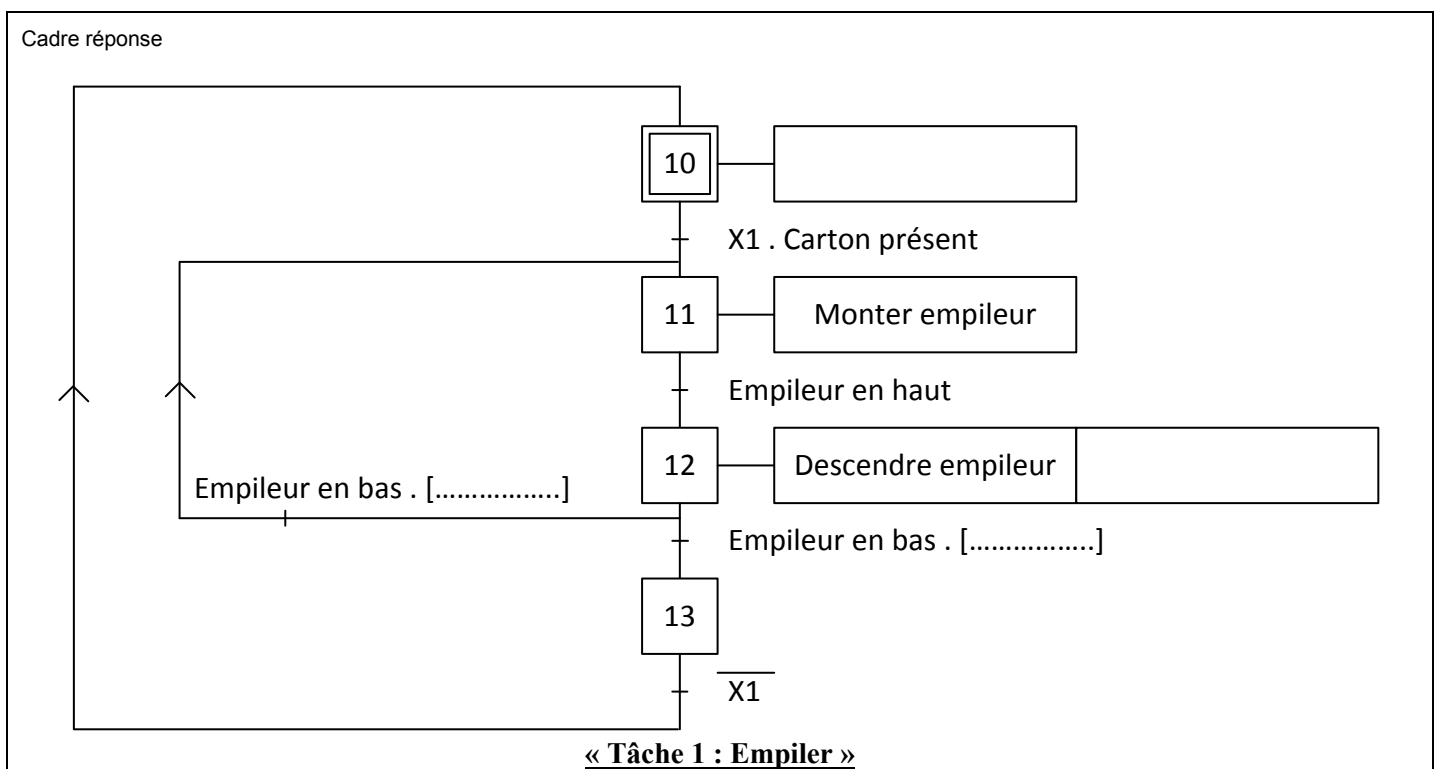 Cadre réponse
10
X1 . Carton présent
11
Monter empileur
Empileur en haut
12
Descendre empileur
Empileur en bas . [……………..]
Empileur en bas . [……………..]
13
X1
« Tâche 1 : Empiler »